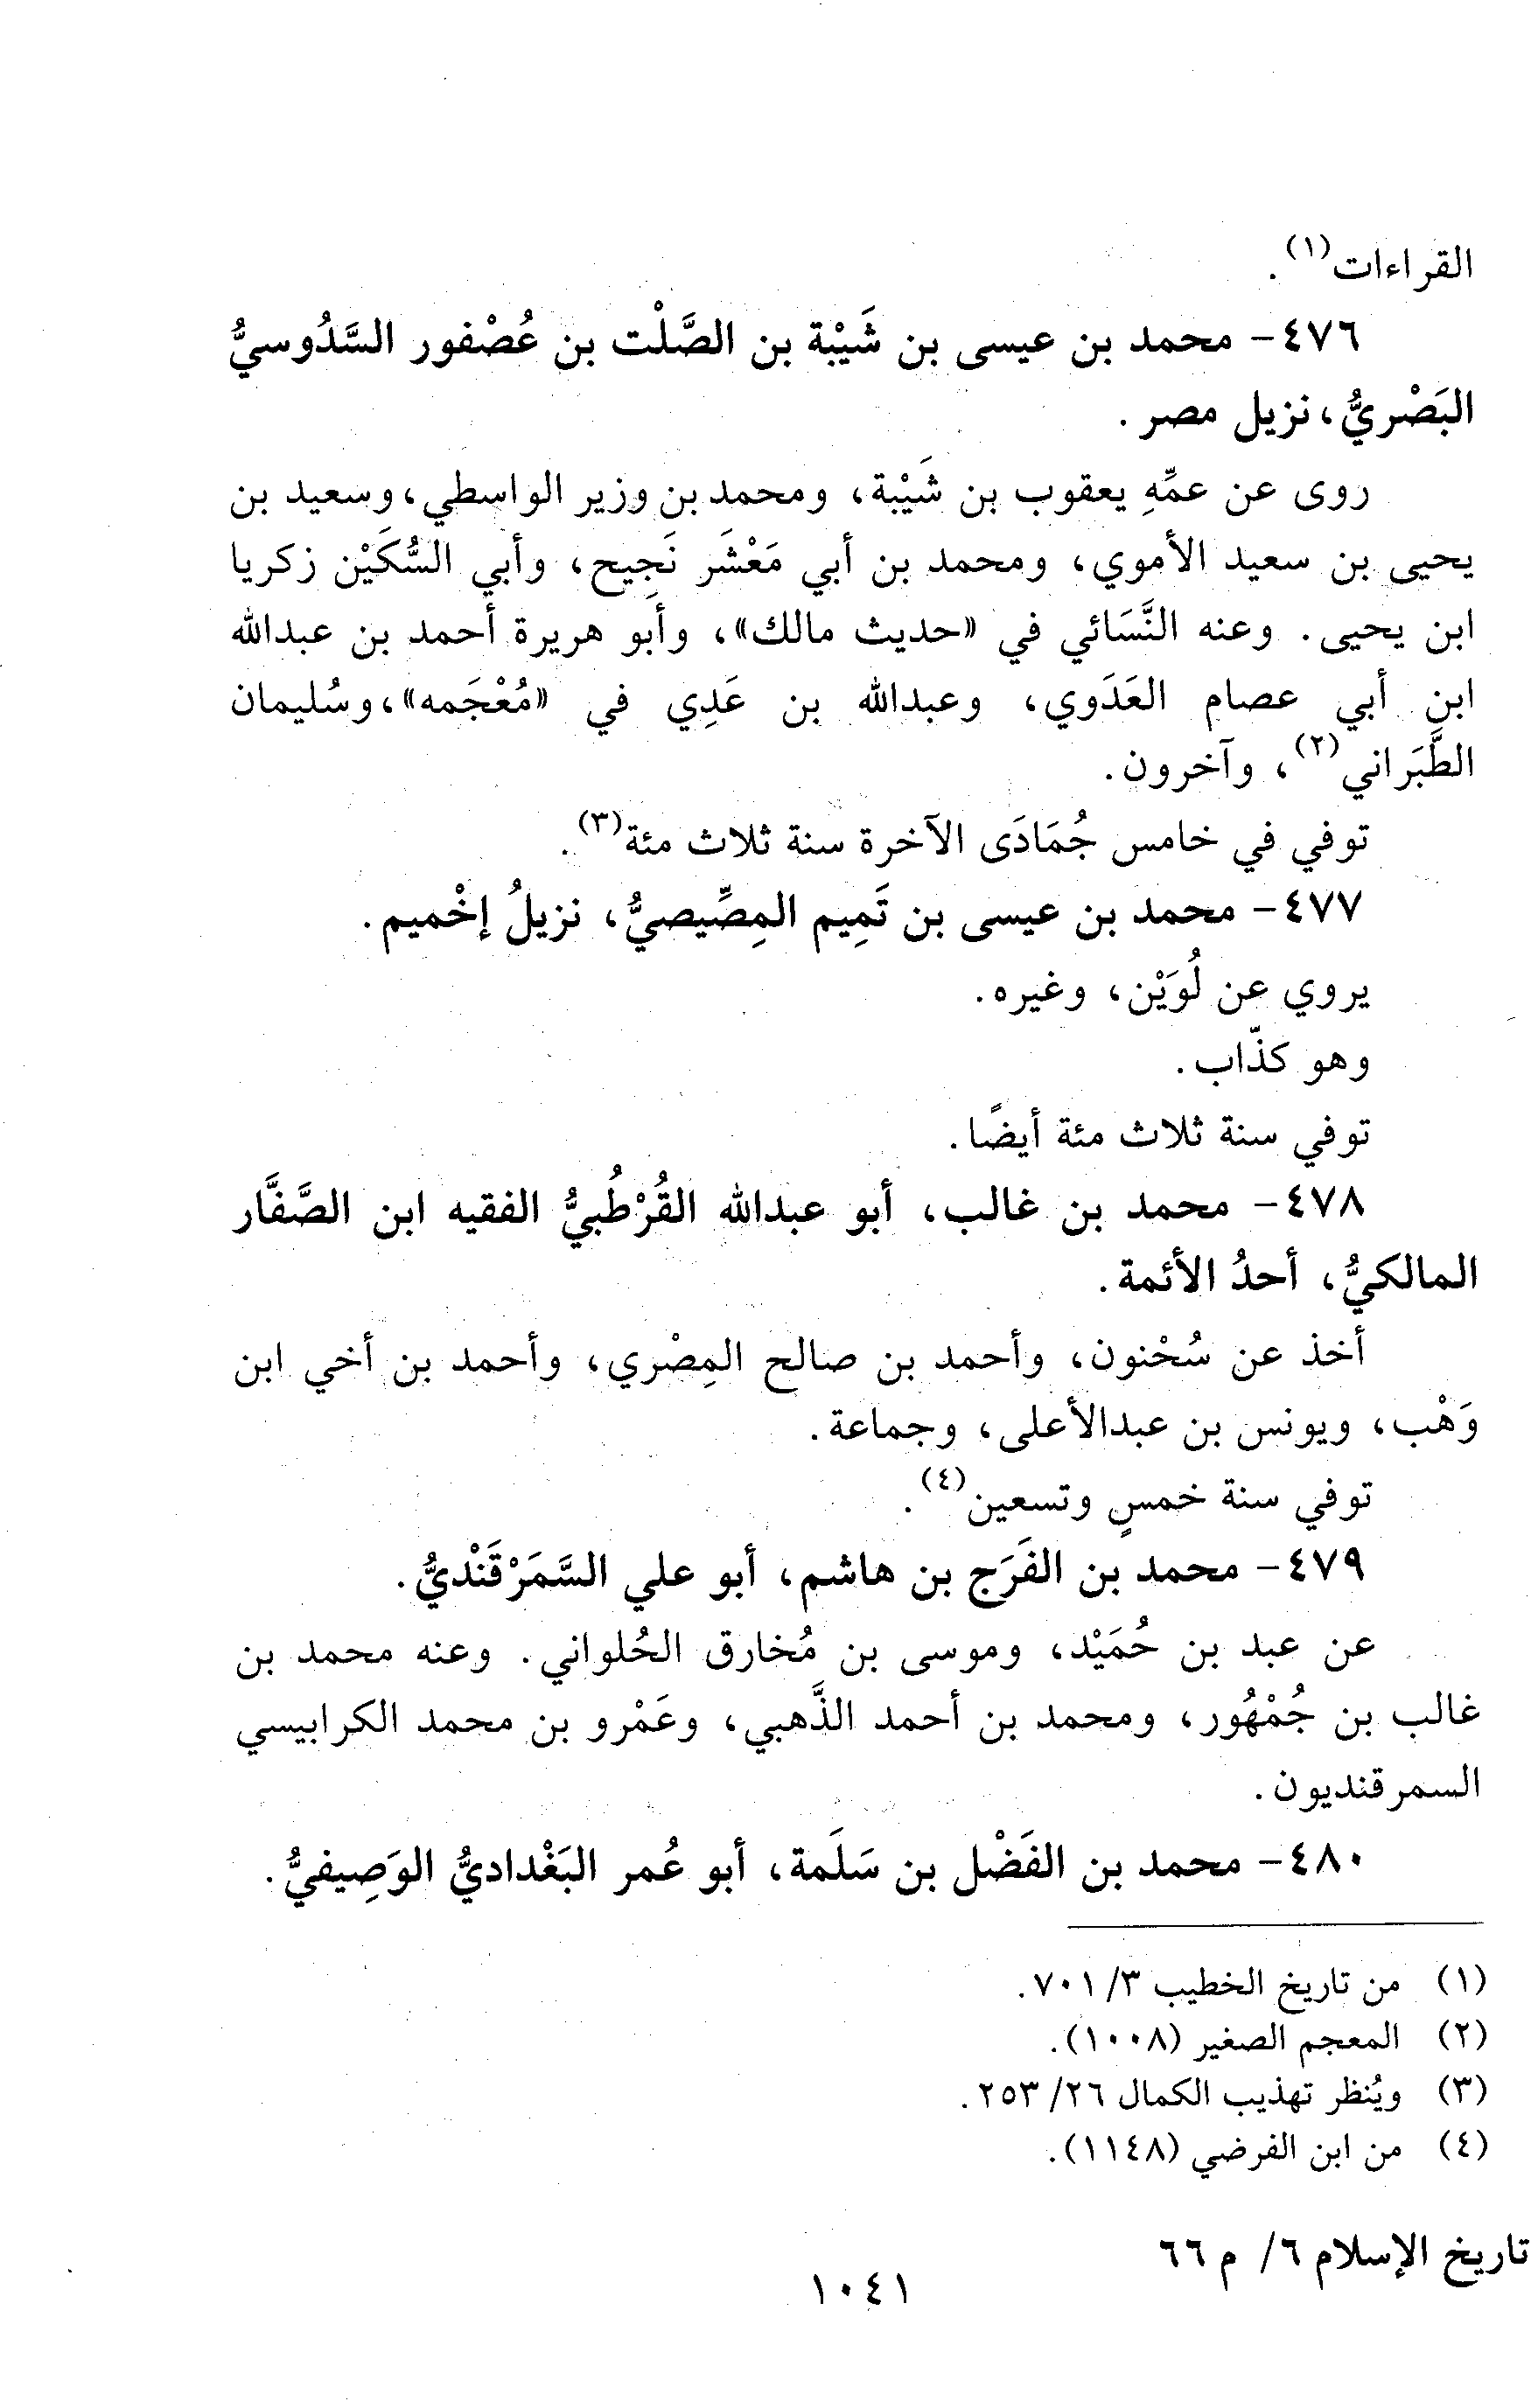 القراءات(١).
٤٧٦- محمد بن عيسى بن شَيْبة بن الصَّلْت بن عُصْفور السَّدُوسيُّ
البَصْريُّ، نزيل مصر.
روى عن عمِّهِ يعقوب بن شَيْبة، ومحمد بن وزير الواسطي، وسعيد بن
يحيى بن سعيد الأموي، ومحمد بن أبي مَعْشَر نَجِيح، وأبي السُّكَيْن زكريا
ابن يحيى. وعنه النَّسَائي في «حديث مالك»، وأبو هريرة أحمد بن عبدالله
ابن أبي عصام العَدَوي، وعبدالله بن عَدِي في «مُعْجَمه»، وسُليمان
الطَّبَراني(٢)، وآخرون.
توفي في خامس جُمَادَى الآخرة سنة ثلاث مئة(٣).
٤٧٧- محمد بن عيسى بن تَمِيم المِصِّيصيُّ، نزيلُ إخْميم.
يروي عن لُوَيْن، وغيره.
وهو كذّاب.
توفي سنة ثلاث مئة أيضًا.
٤٧٨- محمد بن غالب، أبو عبدالله القُرْطُبيُّ الفقيه ابن الصَّفَّار
المالكيُّ، أحدُ الأئمة.
أخذ عن سُحْنون، وأحمد بن صالح المِصْري، وأحمد بن أخي ابن
وَهْب، ويونس بن عبدالأعلى، وجماعة.
توفي سنة خمسٍ وتسعين(٤).
٤٧٩- محمد بن الفَرَج بن هاشم، أبو علي السَّمَرْقَنْديُّ.
عن عبد بن حُمَيْد، وموسى بن مُخارق الحُلواني. وعنه محمد بن
غالب بن جُمْهُور، ومحمد بن أحمد الذَّهبي، وعَمْرو بن محمد الكرابيسي
السمرقنديون.
٤٨٠- محمد بن الفَضْل بن سَلَمة، أبو عُمر البَغْداديُّ الوَصِيفيُّ.
(١) من تاريخ الخطيب ٣/ ٧٠١.
(٢) المعجم الصغير (١٠٠٨).
(٣) ويُنظر تهذيب الكمال ٢٦/ ٢٥٣.
(٤) من ابن الفرضي (١١٤٨).
تاريخ الإسلام ٦/ م ٦٦
١٠٤١